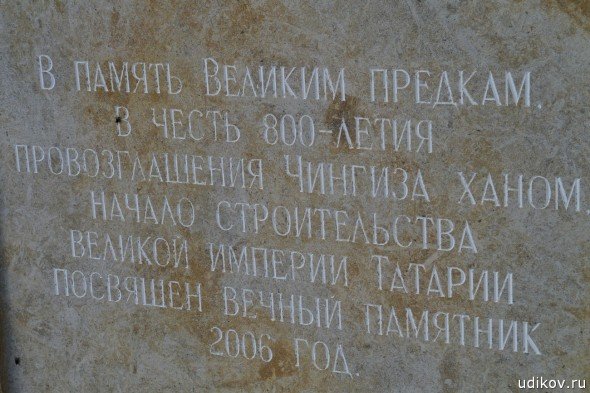 В ПАМЯТЬ ВЕЛИКИМ ПРЕДКАМ.
В ЧЕСТЬ 800-ЛЕТИЯ
ПРОВОЗГЛАШЕНИЯ ЧИНГИЗА ХАНОМ.
НАЧАЛО СТРОИТЕЛЬСТВА
ВЕЛИКОЙ ИМПЕРИИ ТАТАРИИ
ПОСВЯШЕН ВЕЧНЫЙ ПАМЯТНИК
2006 ГОД.
udikov.ru